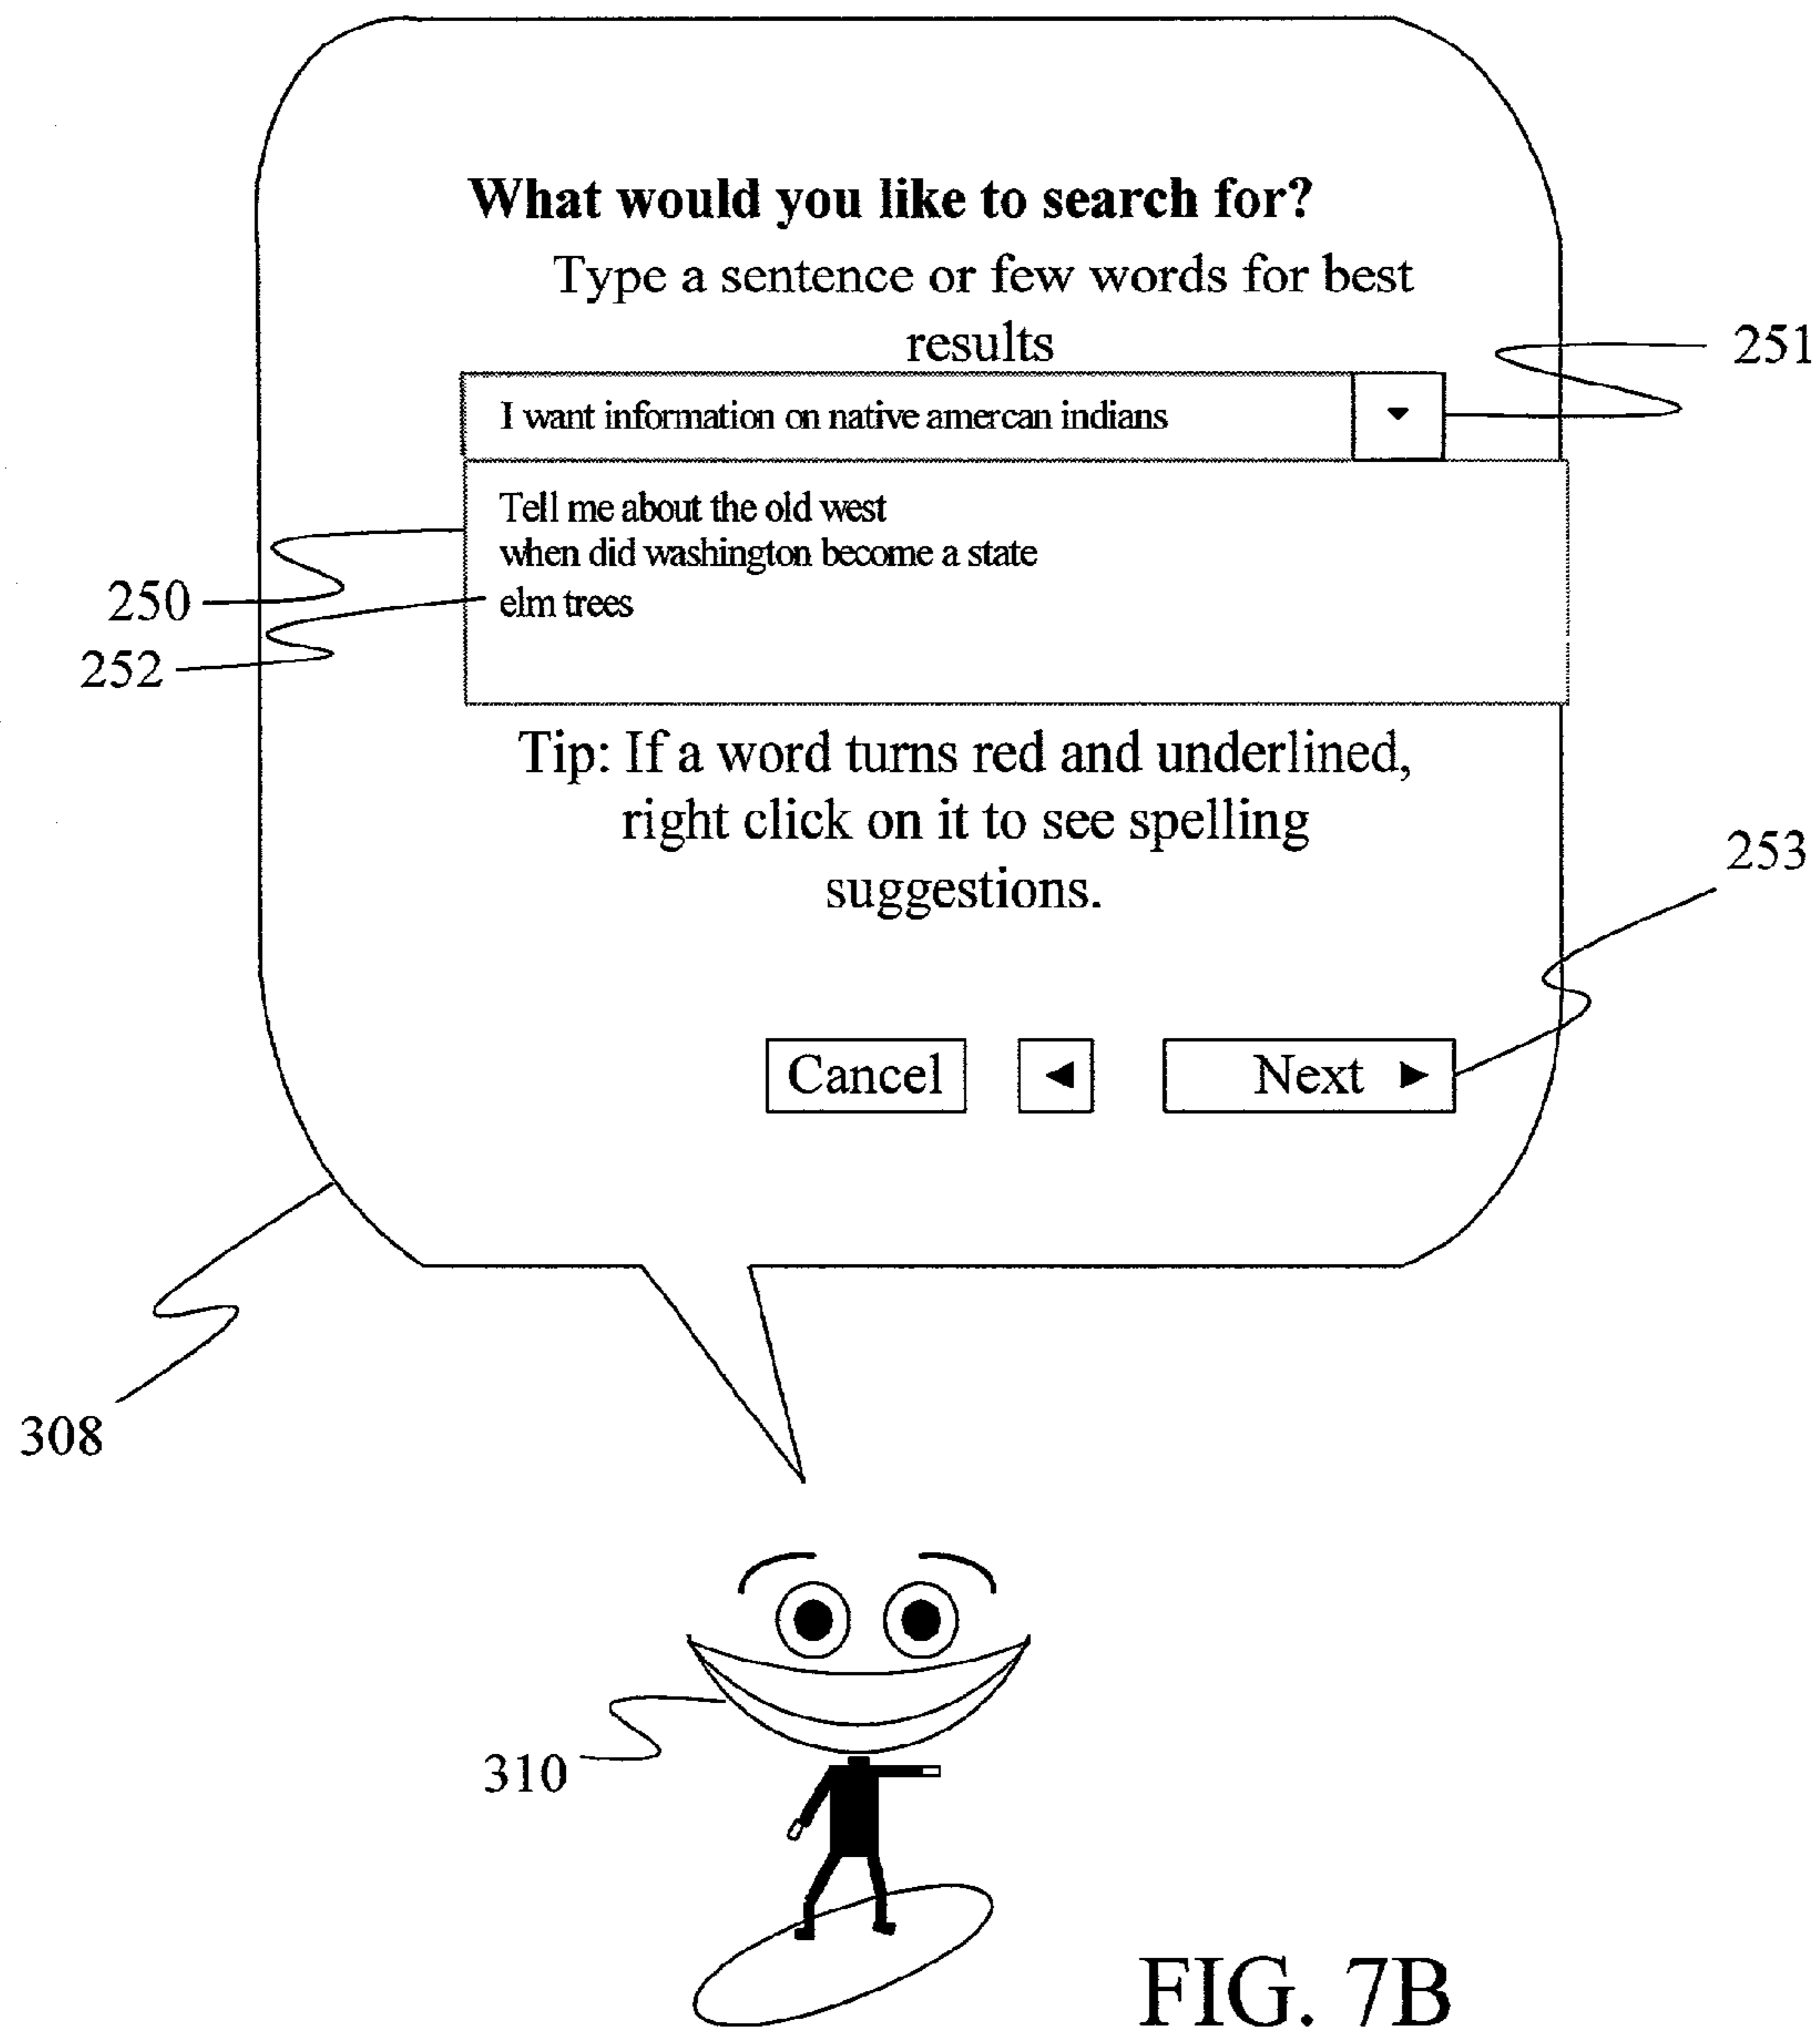 What would you like to search for?
Type a sentence or few words for best
results
251
I want information on native amercan indians
Tell me about the old west
when did washington become a state
250
elm trees
252
Tip: If a word turns red and underlined,
right click on it to see spelling
suggestions.
253
Cancel
Next
308
310
FIG. 7B